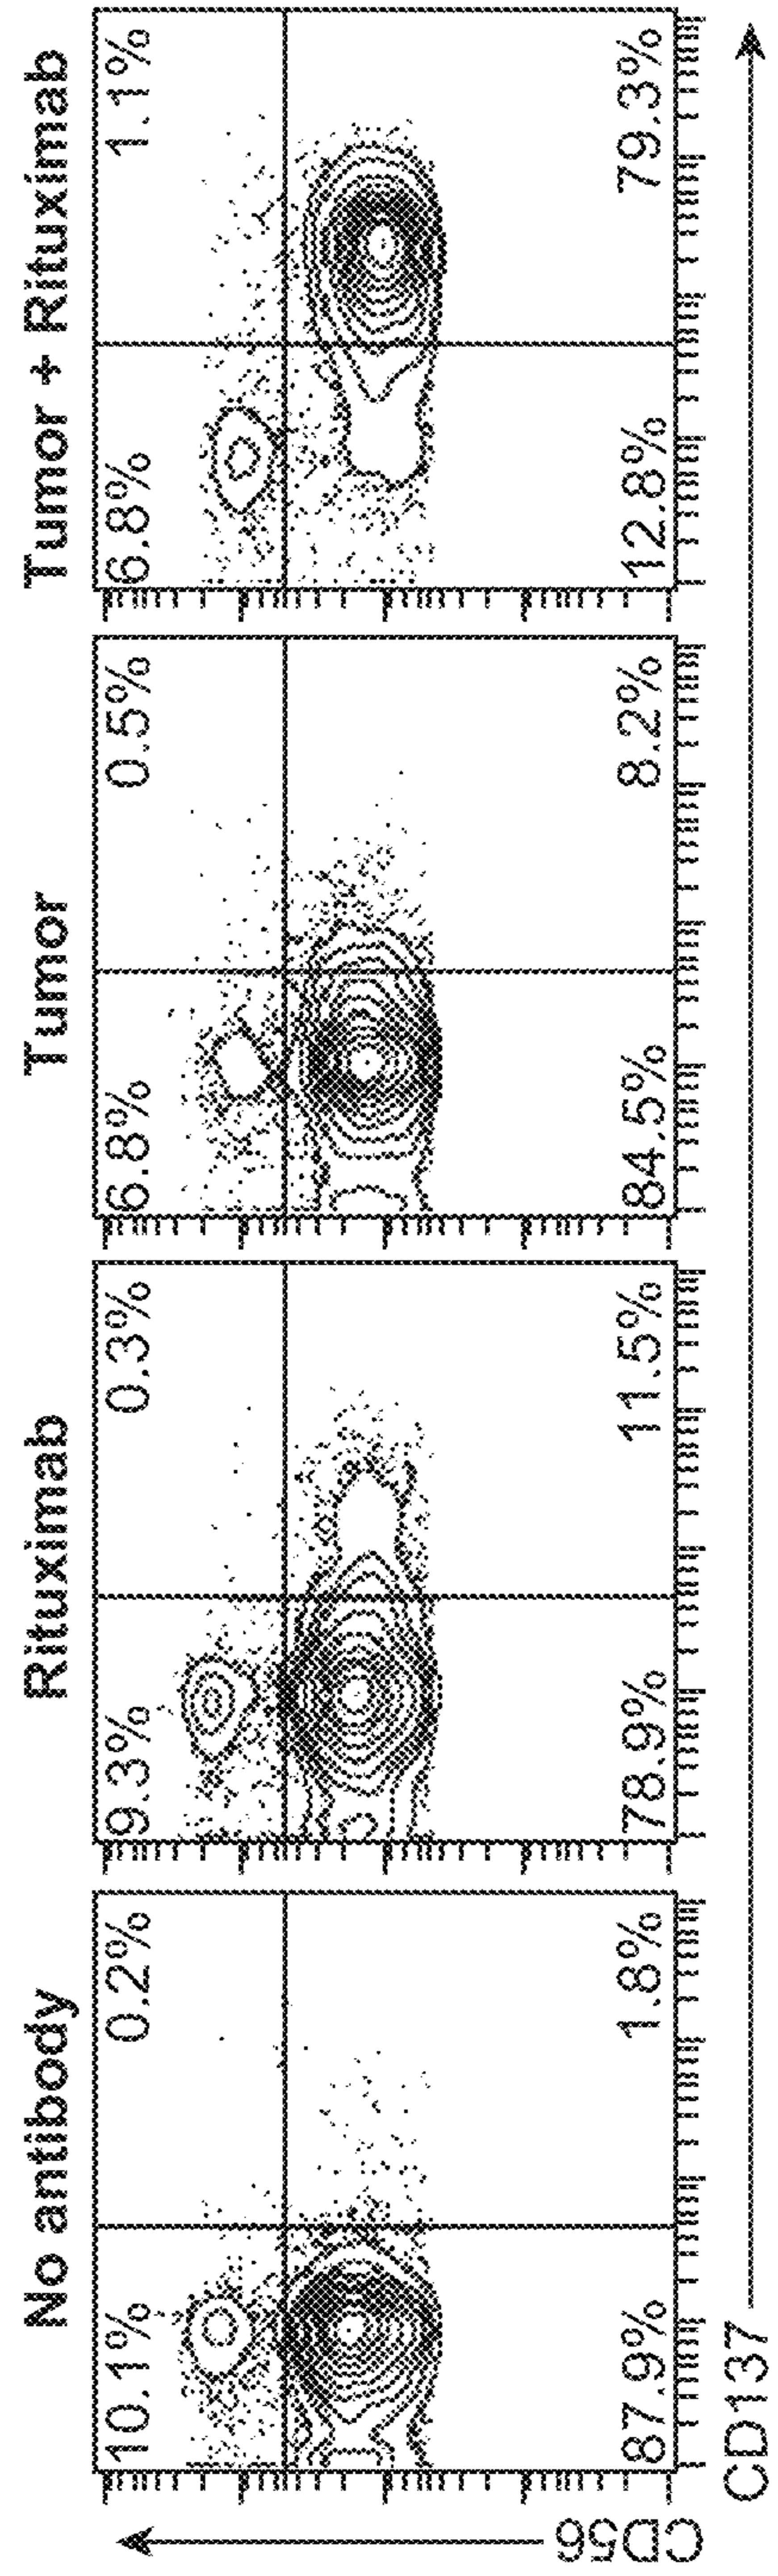 No antibody
10.1%
0.2%
87.9%
1.8%
Rituximab
9.3%
0.3%
78.9%
11.5%
Tumor
6.8%
0.5%
84.5%
8.2%
Tumor + Rituximab
6.8%
1.1%
12.8%
79.3%
CD56
CD137